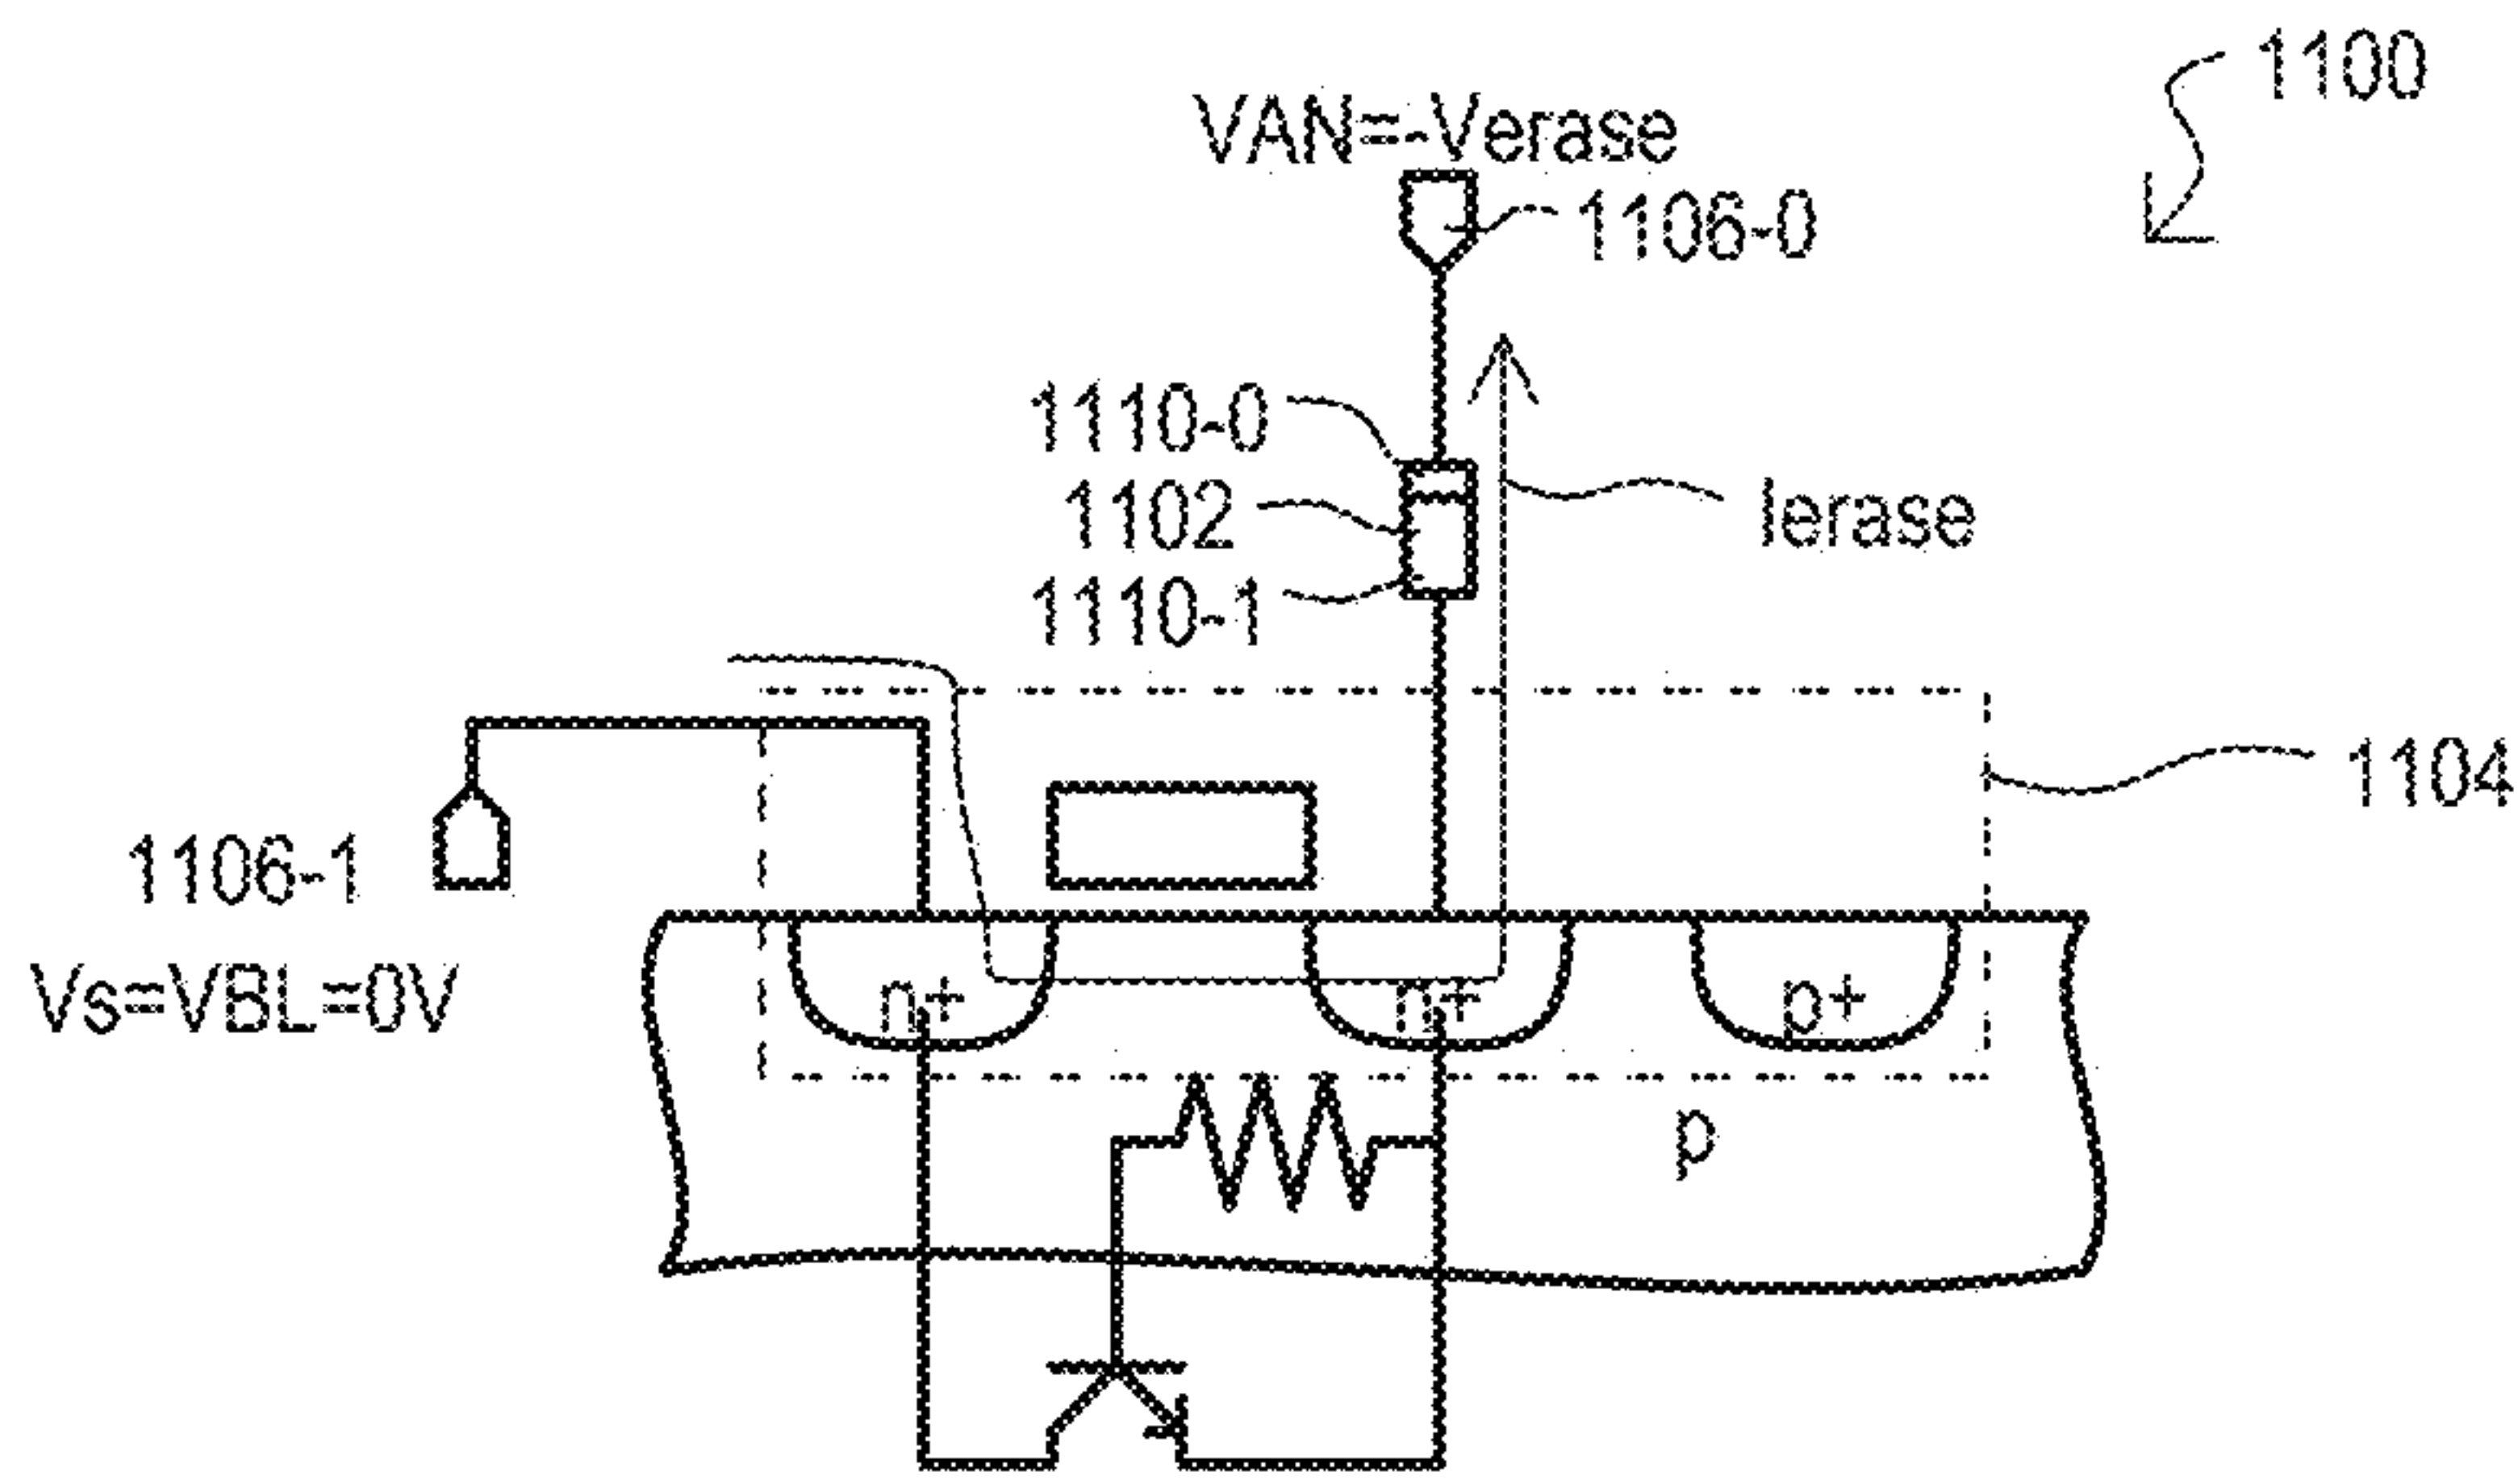 1100
VAN=-Verase
1106-0
1110-0
1102
Ierase
1110-1
1104
1106-1
Vs=VBL=0V
n+
n+
p+
p